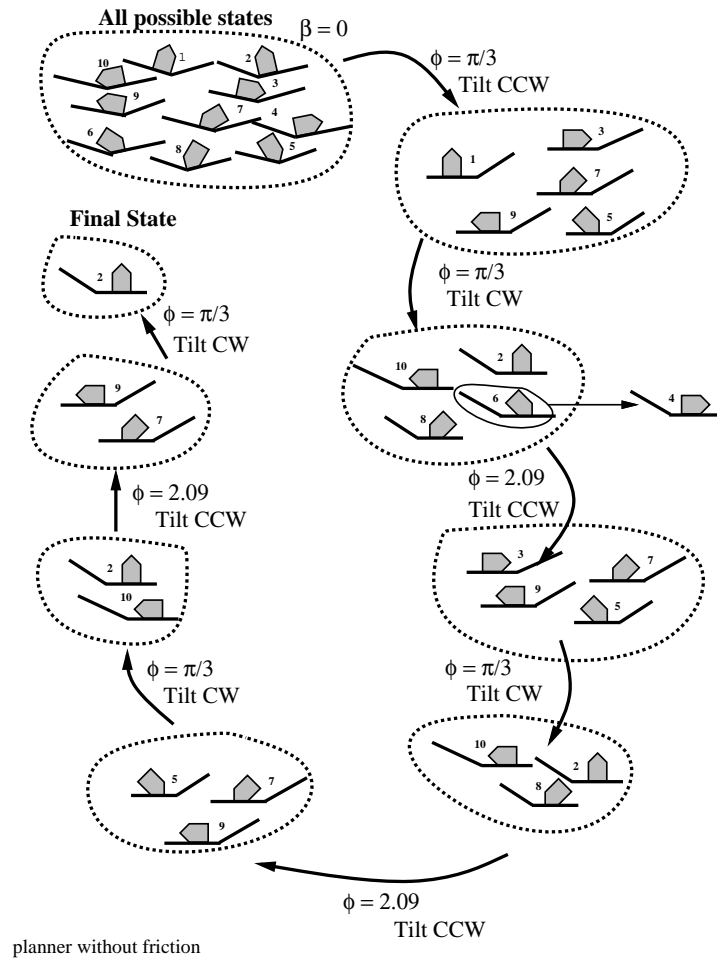 All possible states
β = 0
10
1
2
3
9
7
4
6
8
5
ϕ = π/3
Tilt CCW
1
3
7
9
5
ϕ = π/3
Tilt CW
2
10
6
8
4
ϕ = 2.09
Tilt CCW
3
7
9
5
ϕ = π/3
Tilt CW
10
2
8
ϕ = 2.09
Tilt CCW
5
7
9
ϕ = π/3
Tilt CW
2
10
ϕ = 2.09
Tilt CCW
9
7
ϕ = π/3
Tilt CW
Final State
2
planner without friction